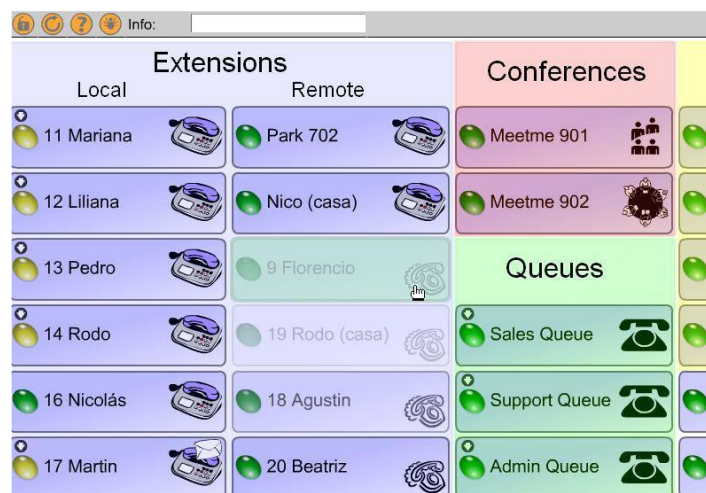 Info:
Extensions
Local
Remote
Conferences
11 Mariana
Park 702
Meetme 901
12 Liliana
Nico (casa)
Meetme 902
13 Pedro
9 Florencio
Queues
14 Rodo
19 Rodo (casa)
Sales Queue
16 Nicolás
18 Agustin
Support Queue
17 Martin
20 Beatriz
Admin Queue